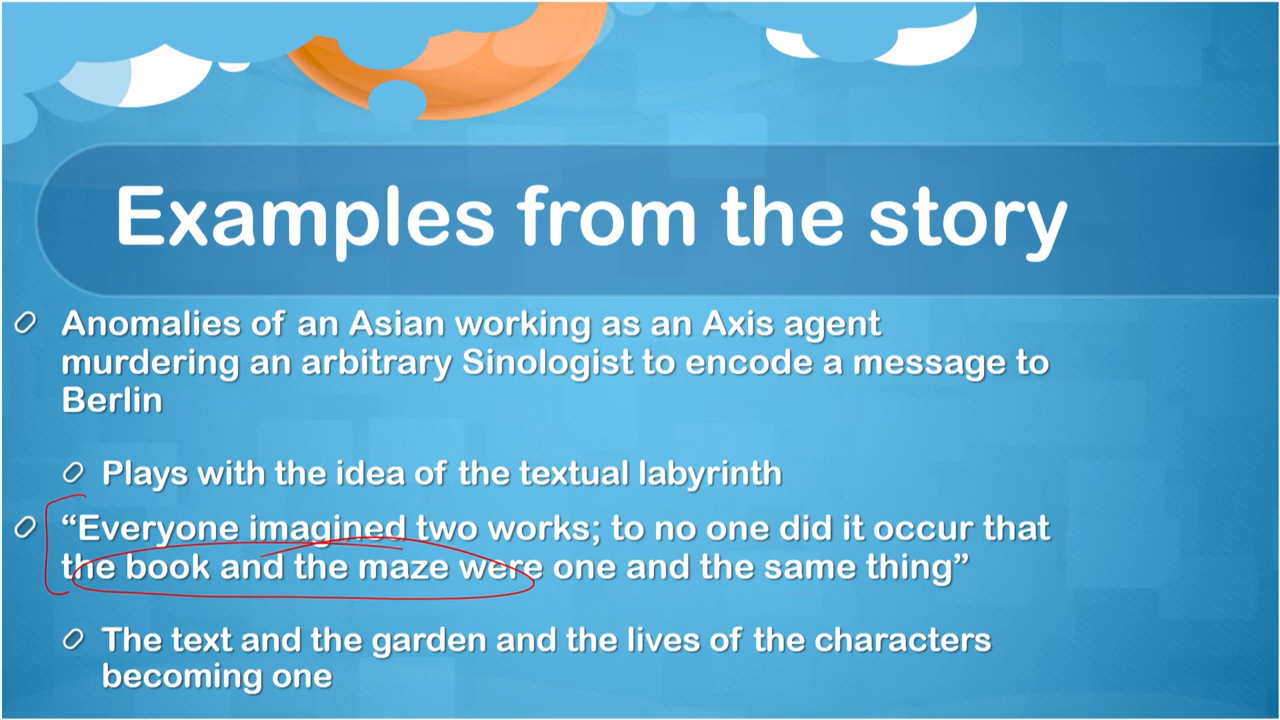 Examples from the story
Anomalies of an Asian working as an Axis agent
murdering an arbitrary Sinologist to encode a message to
Berlin
Plays with the idea of the textual labyrinth
“Everyone imagined two works; to no one did it occur that
the book and the maze were one and the same thing”
The text and the garden and the lives of the characters
becoming one